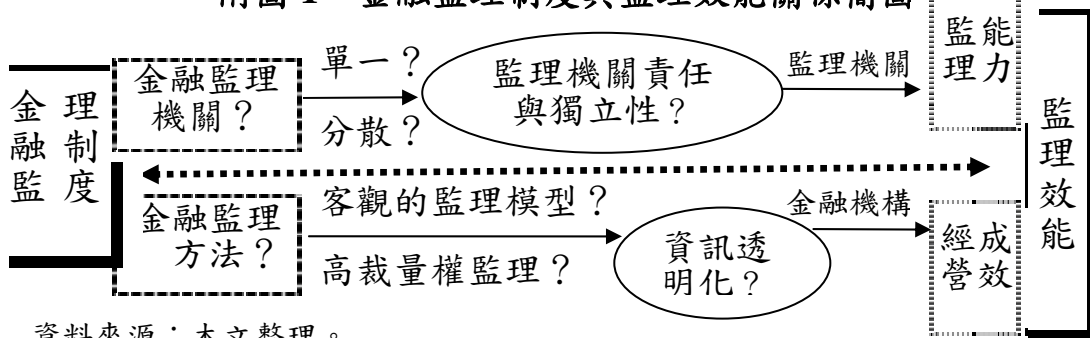 附圖 1 金融監理制度與監理效能關係簡圖
金融監理制度
金融監理
機關？
單一？
分散？
監理機關責任
與獨立性？
監理機關
監理能力
監理效能
金融監理
方法？
客觀的監理模型？
高裁量權監理？
資訊透
明化？
金融機構
經營成效
資料來源：本文整理。